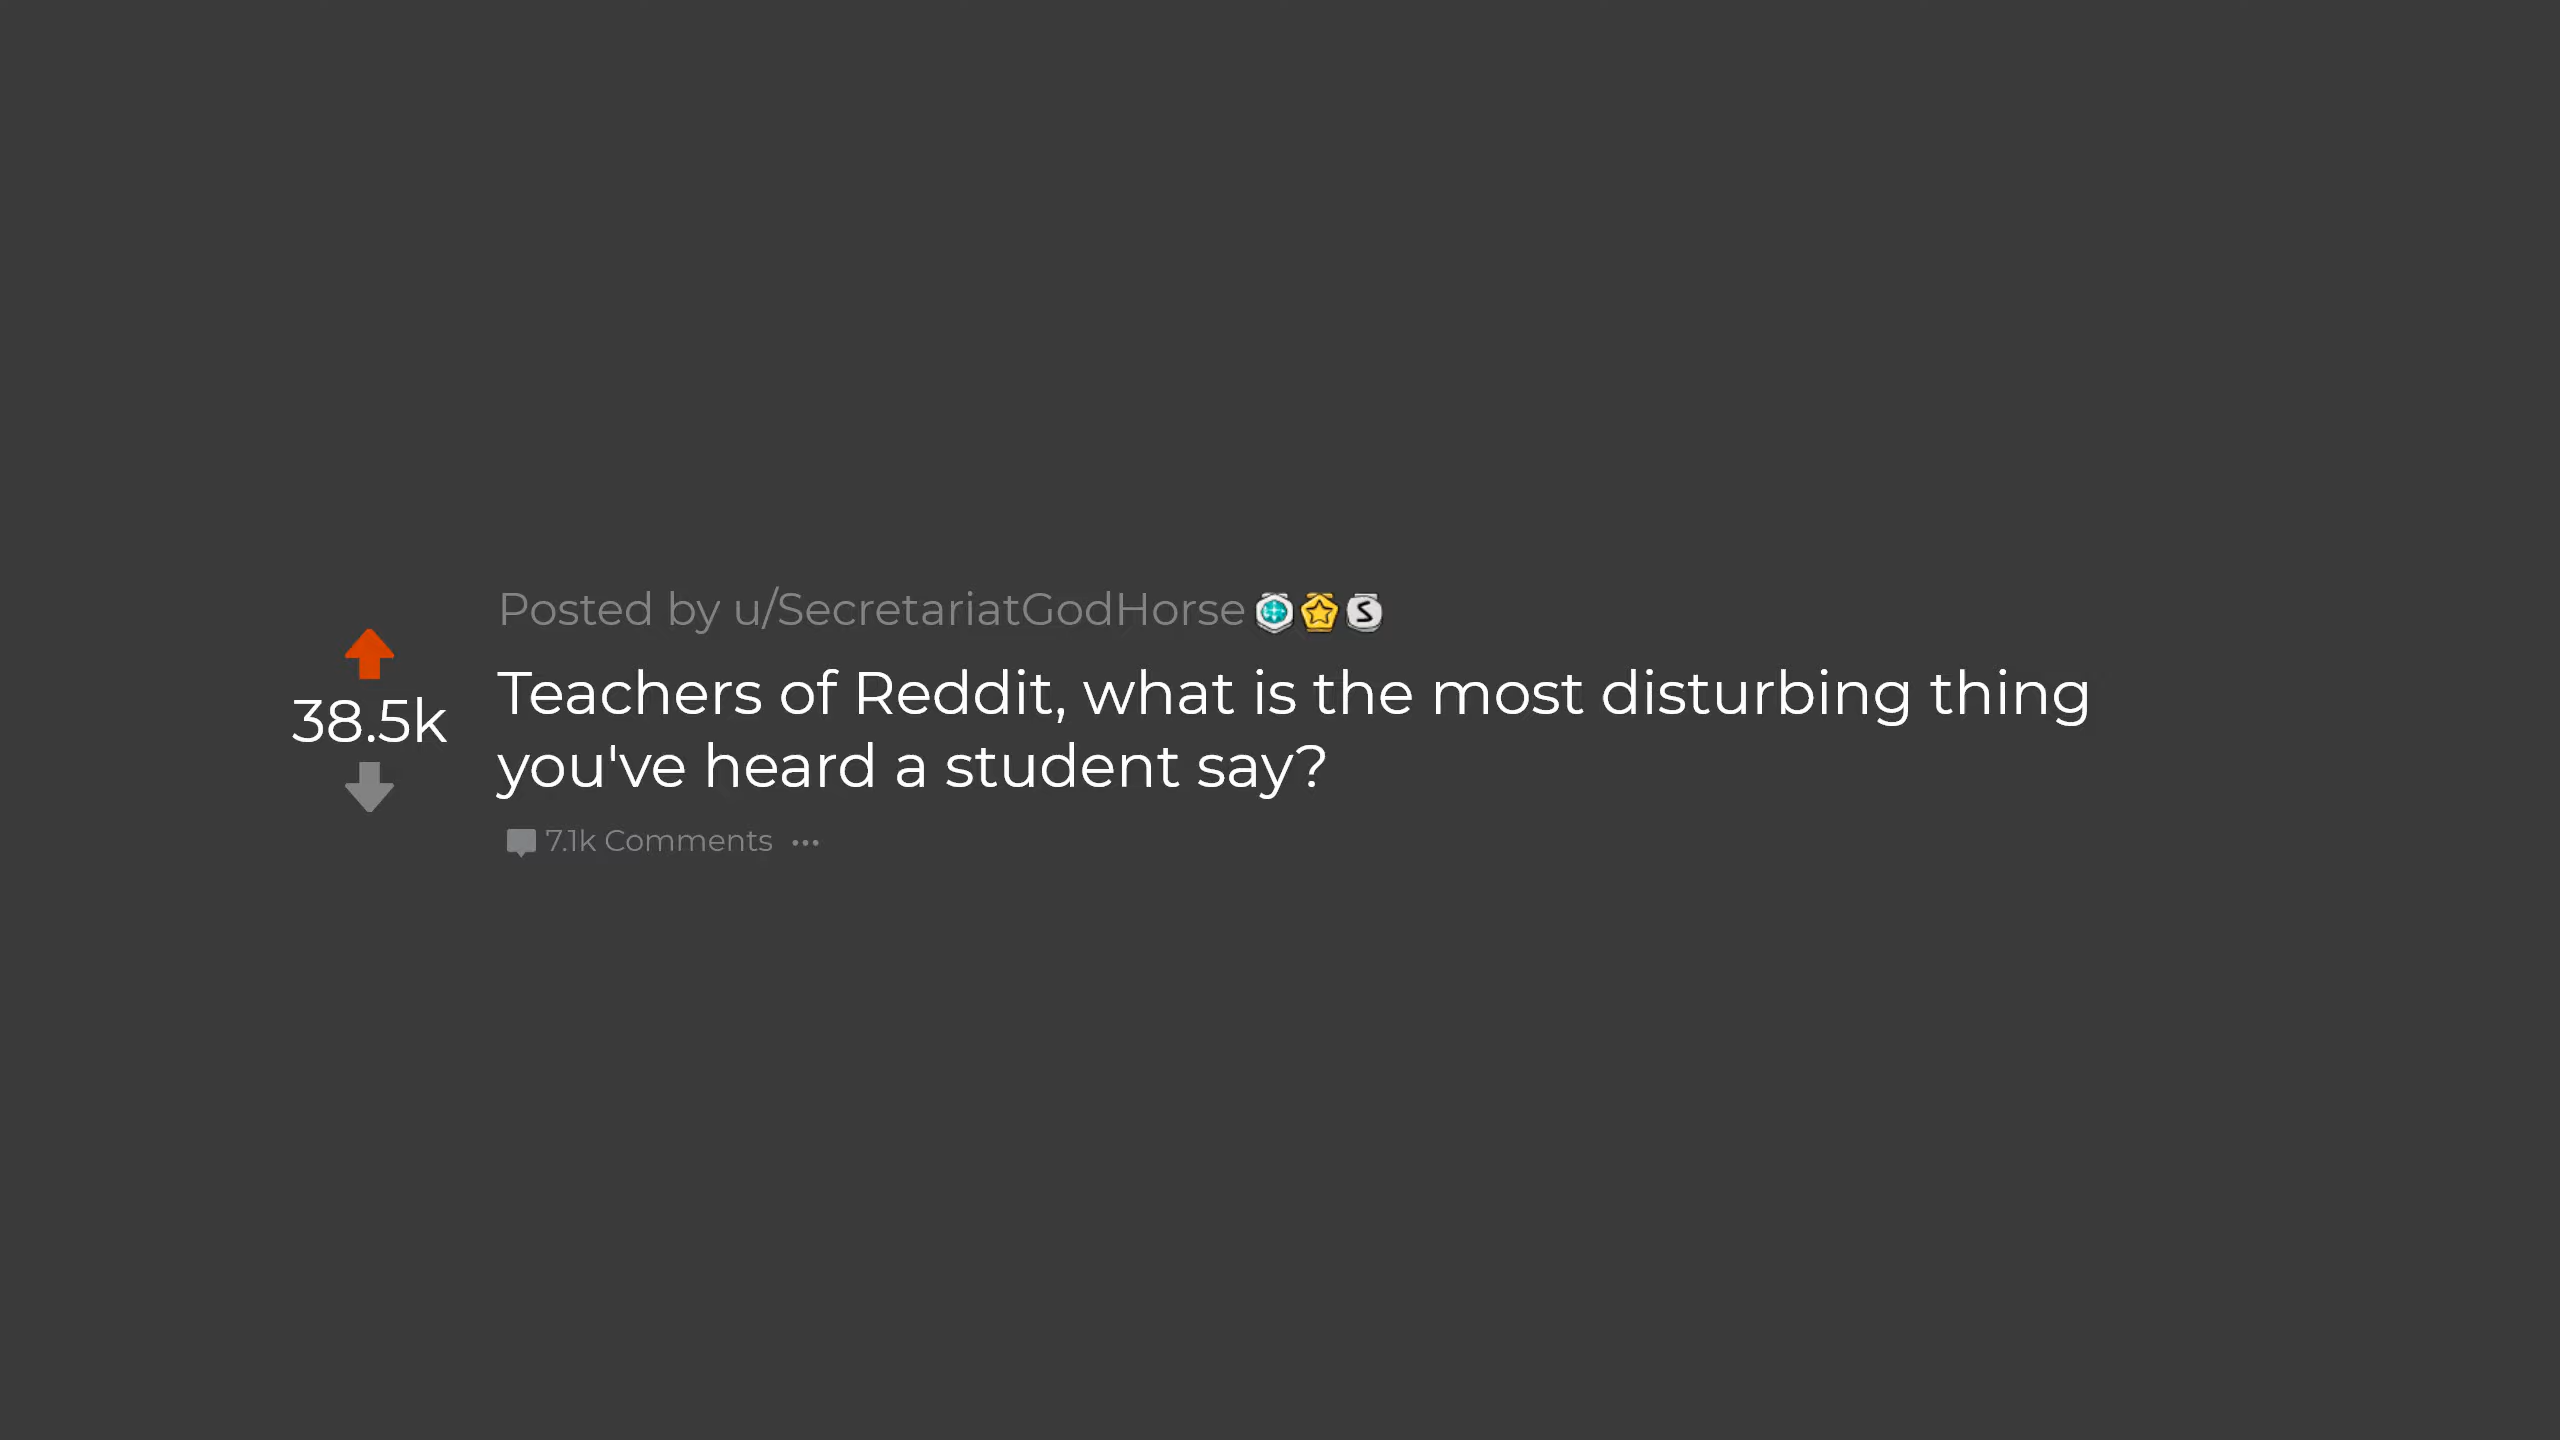 Posted by u/SecretariatGodHorse
38.5k
Teachers of Reddit, what is the most disturbing thing
you've heard a student say?
7.1k Comments ...